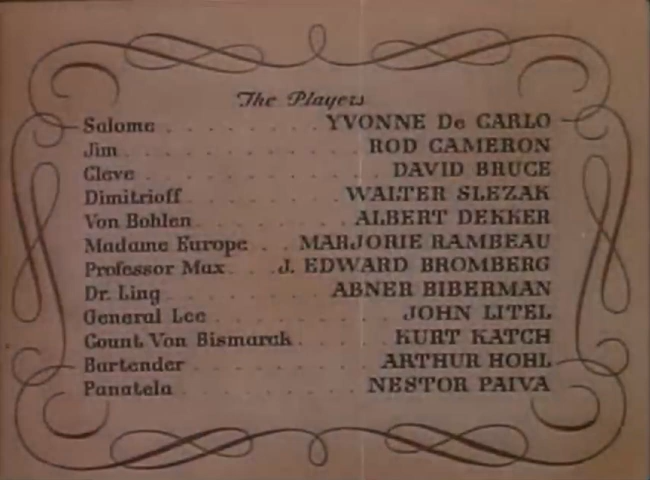 The Players
Salome . . . . . . . . YVONNE De CARLO
Jim . . . . . . . . . . . ROD CAMERON
Cleve . . . . . . . . . . DAVID BRUCE
Dimitrioff . . . . . . . WALTER SLEZAK
Von Bohlen . . . . . . . ALBERT DEKKER
Madame Europe . . MARJORIE RAMBEAU
Professor Max . . . J. EDWARD BROMBERG
Dr. Ling . . . . . . . . ABNER BIBERMAN
General Lee . . . . . . . . JOHN LITEL
Count Von Bismarck . . . . KURT KATCH
Bartender . . . . . . . . ARTHUR HOHL
Panatela . . . . . . . . NESTOR PAIVA